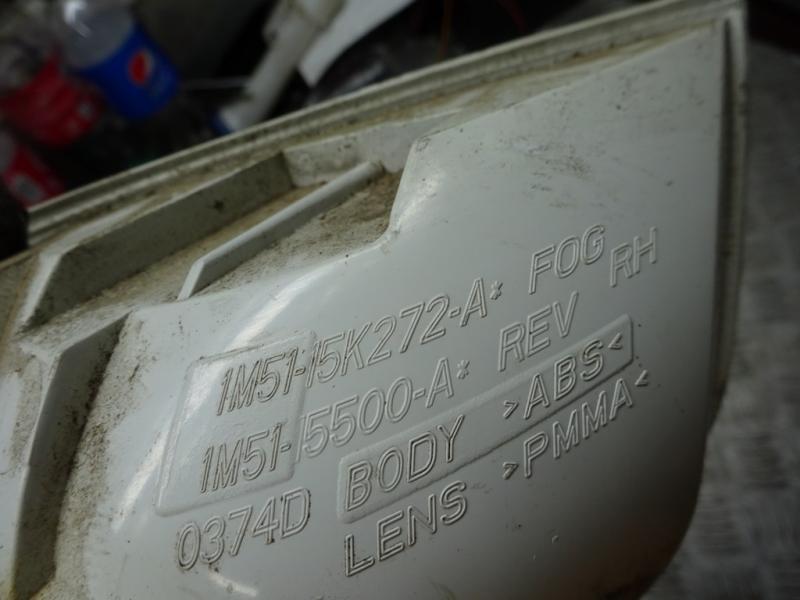 1M51-15K272-A* FOG RH
1M51-15500-A* REV
0374D BODY >ABS<
LENS >PMMA<